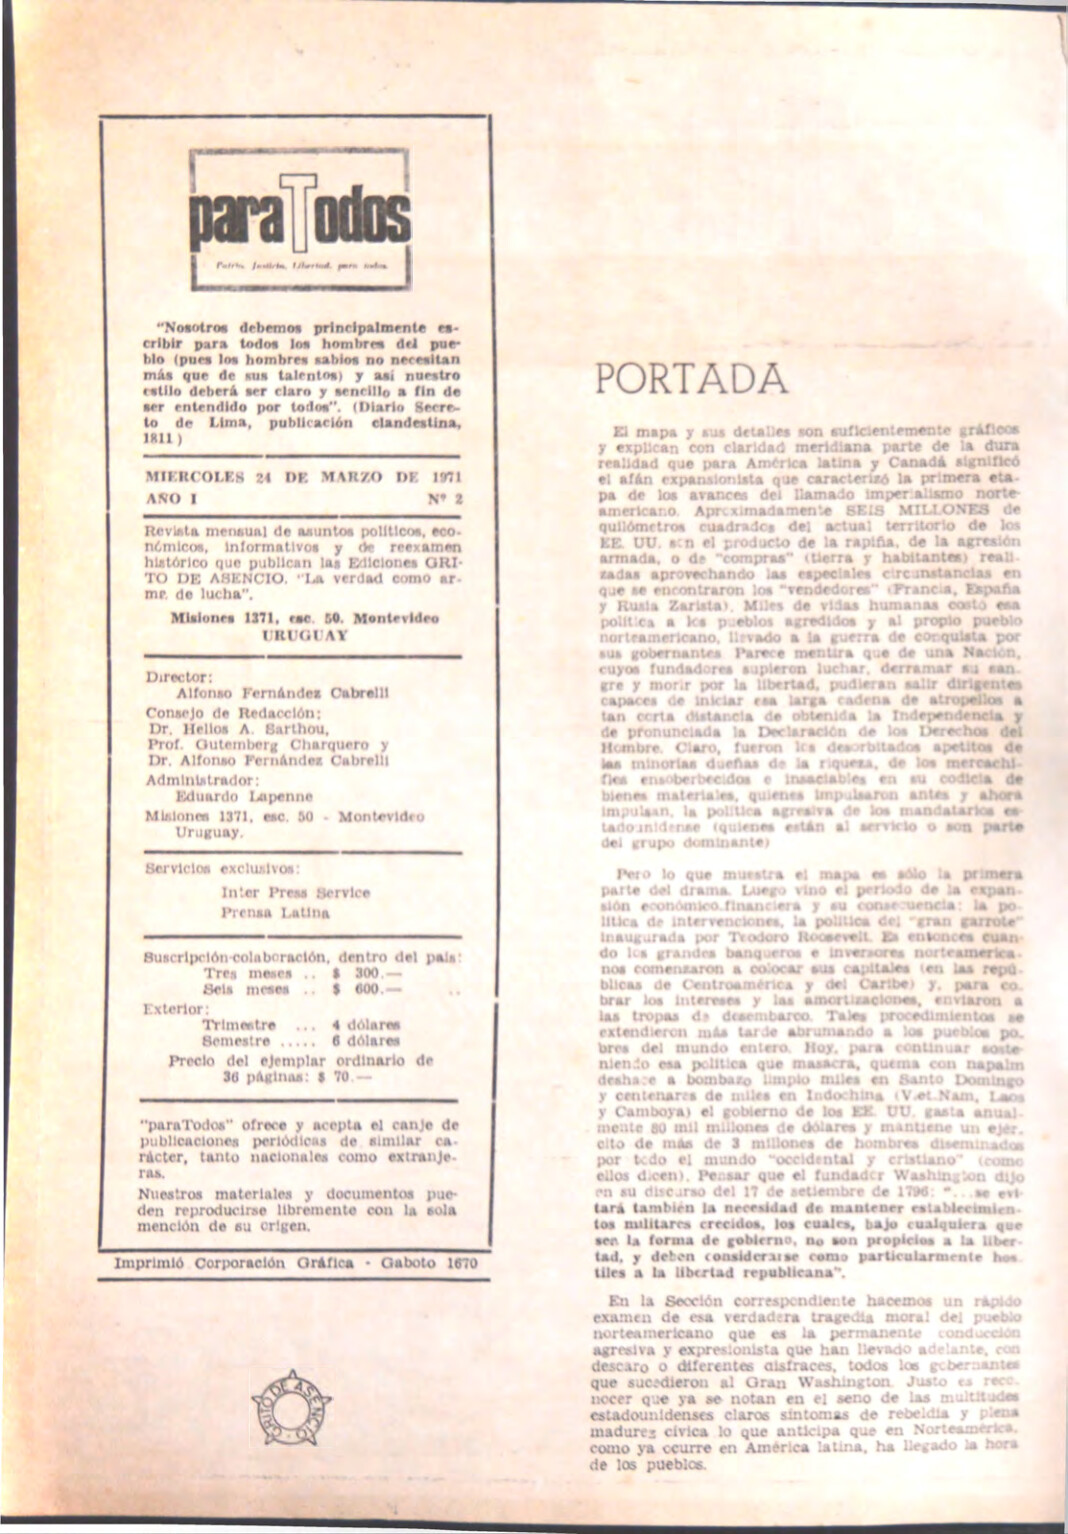 paraTodos
Patria, Justicia, Libertad, para todos
"Nosotros debemos principalmente es-
cribir para todos los hombres del pue-
blo (pues los hombres sabios no necesitan
más que de sus talentos) y así nuestro
estilo deberá ser claro y sencillo a fin de
ser entendido por todos". (Diario Secre-
to de Lima, publicación clandestina,
1811)
MIERCOLES 24 DE MARZO DE 1971
AÑO I Nº 2
Revista mensual de asuntos políticos, eco-
nómicos, informativos y de reexamen
histórico que publican las Ediciones GRI-
TO DE ASENCIO. "La verdad como ar-
ma de lucha".
Misiones 1371, esc. 50. Montevideo
URUGUAY
Director:
Alfonso Fernández Cabrelli
Consejo de Redacción:
Dr. Helios A. Sarthou,
Prof. Gutemberg Charquero y
Dr. Alfonso Fernández Cabrelli
Administrador:
Eduardo Lapenne
Misiones 1371, esc. 50 - Montevideo
Uruguay.
Servicios exclusivos:
Inter Press Service
Prensa Latina
Suscripción-colaboración, dentro del país:
Tres meses .. $ 300.—
Seis meses .. $ 600.—
Exterior:
Trimestre ... 4 dólares
Semestre ..... 6 dólares
Precio del ejemplar ordinario de
36 páginas: $ 70.—
"paraTodos" ofrece y acepta el canje de
publicaciones periódicas de similar ca-
rácter, tanto nacionales como extranje-
ras.
Nuestros materiales y documentos pue-
den reproducirse libremente con la sola
mención de su origen.
Imprimió Corporación Gráfica - Gaboto 1670
GRITO DE ASENCIO
PORTADA
El mapa y sus detalles son suficientemente gráficos
y explican con claridad meridiana parte de la dura
realidad que para América latina y Canadá significó
el afán expansionista que caracterizó la primera eta-
pa de los avances del llamado imperialismo norte-
americano. Aproximadamente SEIS MILLONES de
quilómetros cuadrados del actual territorio de los
EE. UU. son el producto de la rapiña, de la agresión
armada, o de "compras" (tierra y habitantes) reali-
zadas aprovechando las especiales circunstancias en
que se encontraron los "vendedores" (Francia, España
y Rusia Zarista). Miles de vidas humanas costó esa
política a los pueblos agredidos y al propio pueblo
norteamericano, llevado a la guerra de conquista por
sus gobernantes. Parece mentira que de una Nación,
cuyos fundadores supieron luchar, derramar su san-
gre y morir por la libertad, pudieran salir dirigentes
capaces de iniciar esa larga cadena de atropellos a
tan corta distancia de obtenida la Independencia y
de pronunciada la Declaración de los Derechos del
Hombre. Claro, fueron los desorbitados apetitos de
las minorías dueñas de la riqueza, de los mercachi-
fles ensoberbecidos e insaciables en su codicia de
bienes materiales, quienes impulsaron antes y ahora
impulsan, la política agresiva de los mandatarios es-
tadounidense (quienes están al servicio o son parte
del grupo dominante)
Pero lo que muestra el mapa es sólo la primera
parte del drama. Luego vino el período de la expan-
sión económico-financiera y su consecuencia: la po-
lítica de intervenciones, la política del "gran garrote"
inaugurada por Teodoro Roosevelt. Es entonces cuan-
do los grandes banqueros e inversores norteamerica-
nos comenzaron a colocar sus capitales (en las repú-
blicas de Centroamérica y del Caribe) y, para co-
brar los intereses y las amortizaciones, enviaron a
las tropas de desembarco. Tales procedimientos se
extendieron más tarde abrumando a los pueblos po-
bres del mundo entero. Hoy, para continuar soste-
niendo esa política que masacra, quema con napalm
deshace a bombazo limpio miles en Santo Domingo
y centenares de miles en Indochina (Viet-Nam, Laos
y Camboya) el gobierno de los EE. UU. gasta anual-
mente 80 mil millones de dólares y mantiene un ejér-
cito de más de 3 millones de hombres diseminados
por todo el mundo "occidental y cristiano" (como
ellos dicen). Pensar que el fundador Washington dijo
en su discurso del 17 de setiembre de 1796: "...se evi-
tará también la necesidad de mantener establecimien-
tos militares crecidos, los cuales, bajo cualquiera que
sea la forma de gobierno, no son propicios a la liber-
tad, y deben considerarse como particularmente hos-
tiles a la libertad republicana".
En la Sección correspondiente hacemos un rápido
examen de esa verdadera tragedia moral del pueblo
norteamericano que es la permanente conducción
agresiva y expresionista que han llevado adelante, con
descaro o diferentes disfraces, todos los gobernantes
que sucedieron al Gran Washington. Justo es reco-
nocer que ya se notan en el seno de las multitudes
estadounidenses claros síntomas de rebeldía y plena
madurez cívica lo que anticipa que en Norteamérica,
como ya ocurre en América latina, ha llegado la hora
de los pueblos.